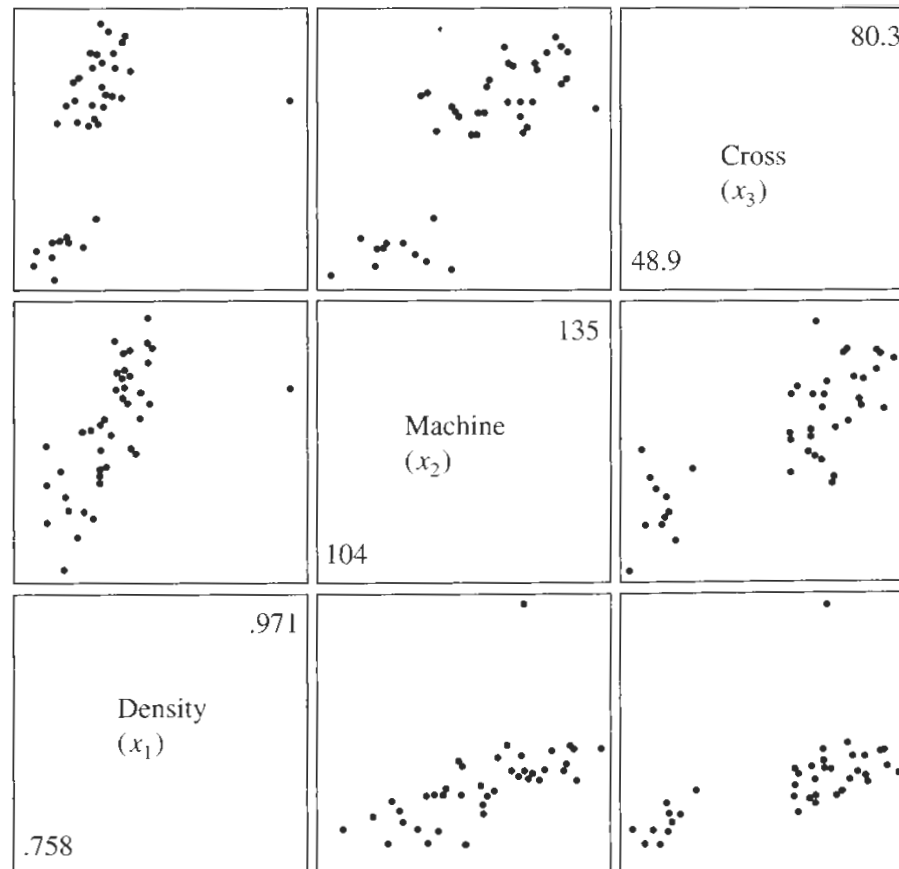 80.3
Cross
(x₃)
48.9
135
Machine
(x₂)
104
.971
Density
(x₁)
.758